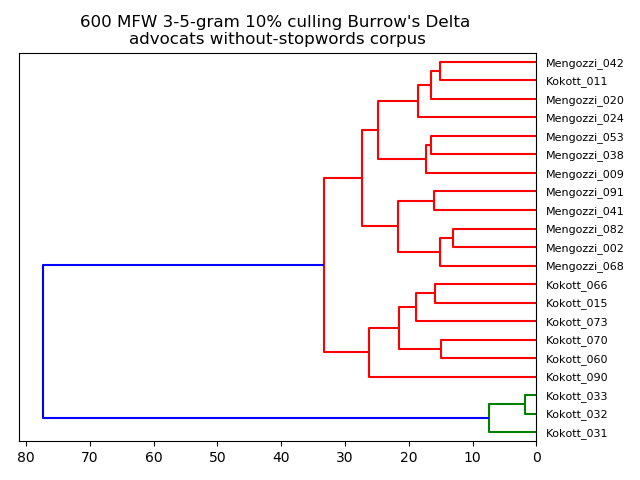 600 MFW 3-5-gram 10% culling Burrow's Delta
advocats without-stopwords corpus
Mengozzi_042
Kokott_011
Mengozzi_020
Mengozzi_024
Mengozzi_053
Mengozzi_038
Mengozzi_009
Mengozzi_091
Mengozzi_041
Mengozzi_082
Mengozzi_002
Mengozzi_068
Kokott_066
Kokott_015
Kokott_073
Kokott_070
Kokott_060
Kokott_090
Kokott_033
Kokott_032
Kokott_031
80 70 60 50 40 30 20 10 0